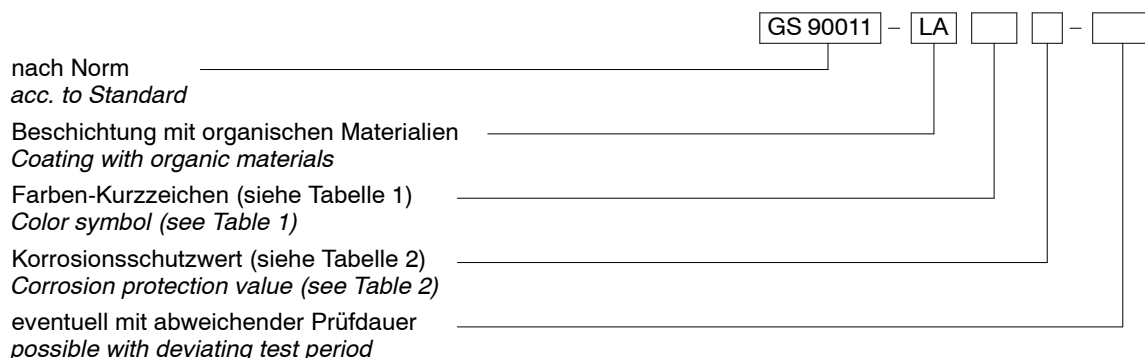 GS 90011 – LA –
nach Norm
acc. to Standard
Beschichtung mit organischen Materialien
Coating with organic materials
Farben-Kurzzeichen (siehe Tabelle 1)
Color symbol (see Table 1)
Korrosionsschutzwert (siehe Tabelle 2)
Corrosion protection value (see Table 2)
eventuell mit abweichender Prüfdauer
possible with deviating test period